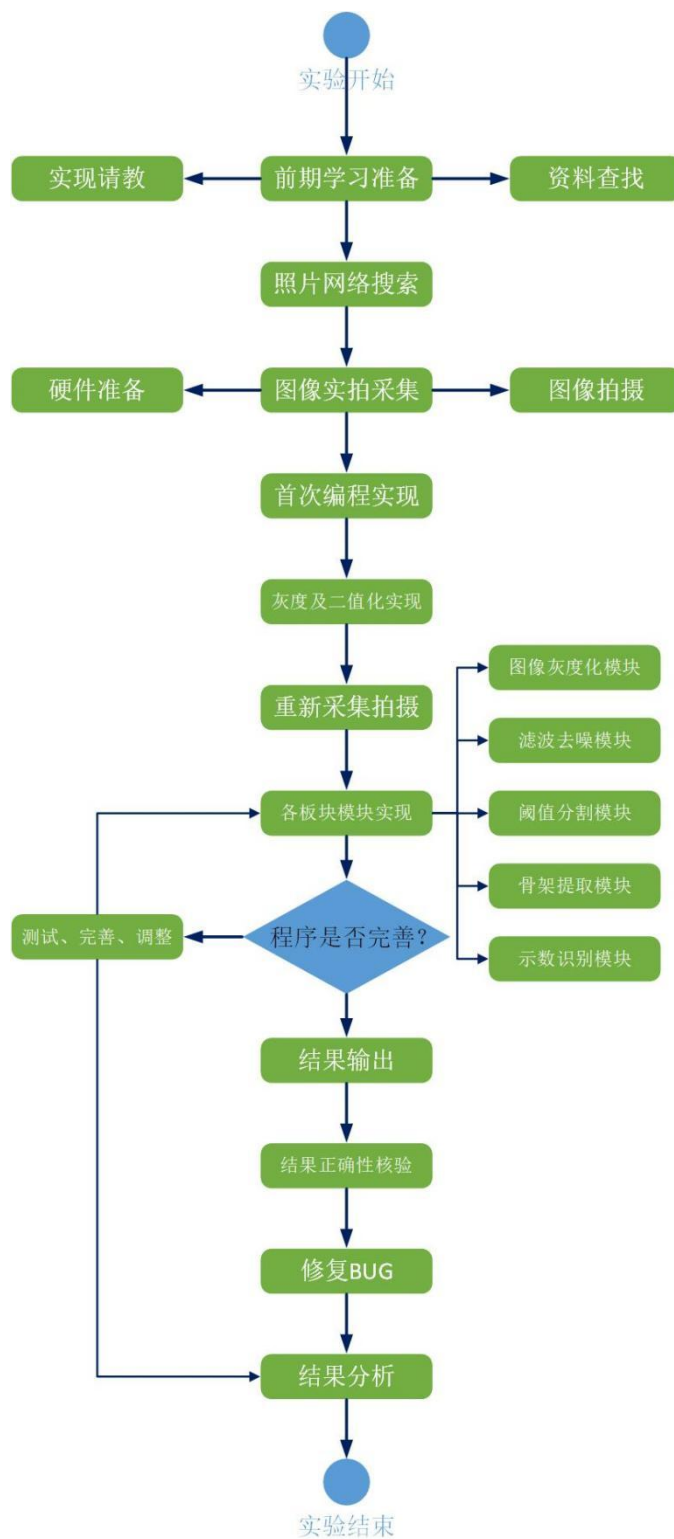 实验开始
实现请教
前期学习准备
资料查找
照片网络搜索
硬件准备
图像实拍采集
图像拍摄
首次编程实现
灰度及二值化实现
图像灰度化模块
重新采集拍摄
滤波去噪模块
各板块模块实现
阈值分割模块
骨架提取模块
测试、完善、调整
程序是否完善？
示数识别模块
结果输出
结果正确性核验
修复BUG
结果分析
实验结束